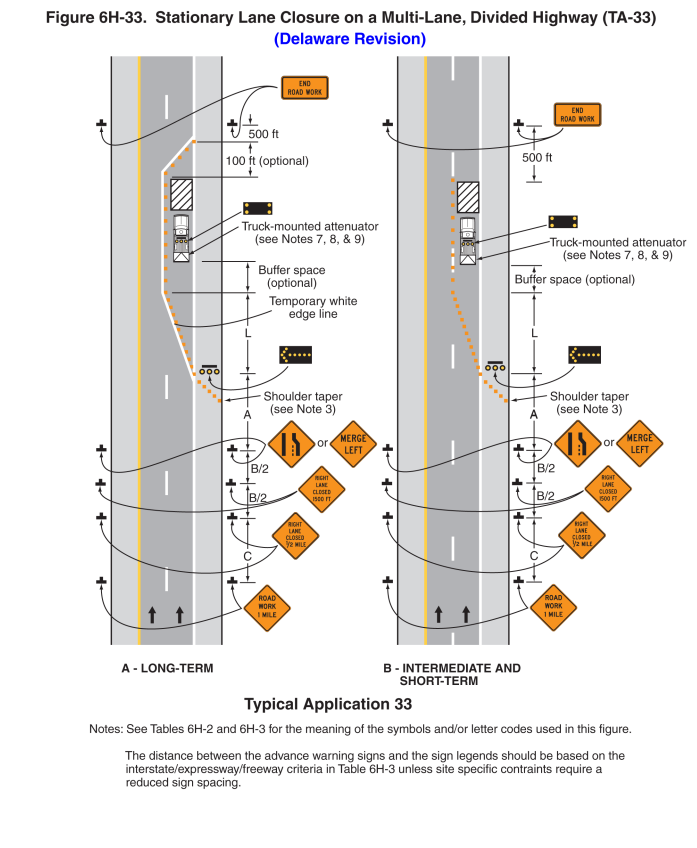 Figure 6H-33. Stationary Lane Closure on a Multi-Lane, Divided Highway (TA-33)
(Delaware Revision)
END
ROAD WORK
500 ft
100 ft (optional)
Truck-mounted attenuator
(see Notes 7, 8, & 9)
Buffer space
(optional)
Temporary white
edge line
L
Shoulder taper
(see Note 3)
A
or
MERGE
LEFT
B/2
RIGHT
LANE
CLOSED
1500 FT
B/2
RIGHT
LANE
CLOSED
1/2 MILE
C
ROAD
WORK
1 MILE
A - LONG-TERM
END
ROAD WORK
500 ft
Truck-mounted attenuator
(see Notes 7, 8, & 9)
Buffer space (optional)
L
Shoulder taper
(see Note 3)
A
or
MERGE
LEFT
B/2
RIGHT
LANE
CLOSED
1500 FT
B/2
RIGHT
LANE
CLOSED
1/2 MILE
C
ROAD
WORK
1 MILE
B - INTERMEDIATE AND
SHORT-TERM
Typical Application 33
Notes: See Tables 6H-2 and 6H-3 for the meaning of the symbols and/or letter codes used in this figure.
The distance between the advance warning signs and the sign legends should be based on the
interstate/expressway/freeway criteria in Table 6H-3 unless site specific contraints require a
reduced sign spacing.